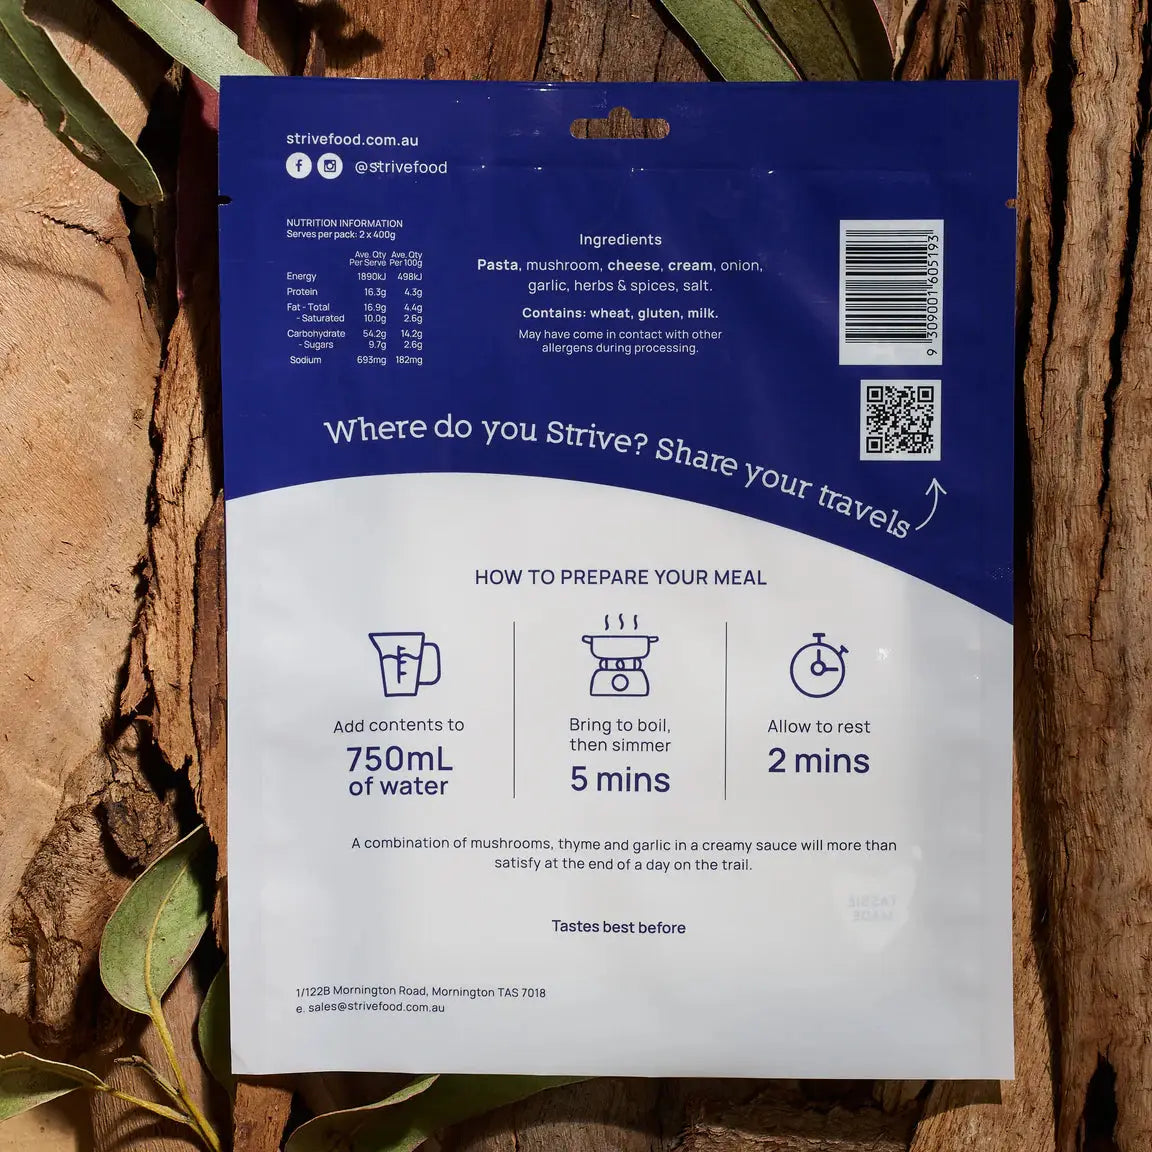 strivefood.com.au
@strivefood
NUTRITION INFORMATION
Serves per pack: 2 x 400g
Ave. Qty Ave. Qty
Per Serve Per 100g
Energy 1890kJ 498kJ
Protein 16.3g 4.3g
Fat - Total 16.9g 4.4g
- Saturated 10.0g 2.6g
Carbohydrate 54.2g 14.2g
- Sugars 9.7g 2.6g
Sodium 693mg 182mg
Ingredients
Pasta, mushroom, cheese, cream, onion,
garlic, herbs & spices, salt.
Contains: wheat, gluten, milk.
May have come in contact with other
allergens during processing.
9 309001 605193
Where do you Strive? Share your travels
HOW TO PREPARE YOUR MEAL
Add contents to
750mL
of water
Bring to boil,
then simmer
5 mins
Allow to rest
2 mins
A combination of mushrooms, thyme and garlic in a creamy sauce will more than
satisfy at the end of a day on the trail.
TASSIE
MADE
Tastes best before
1/122B Mornington Road, Mornington TAS 7018
e. sales@strivefood.com.au